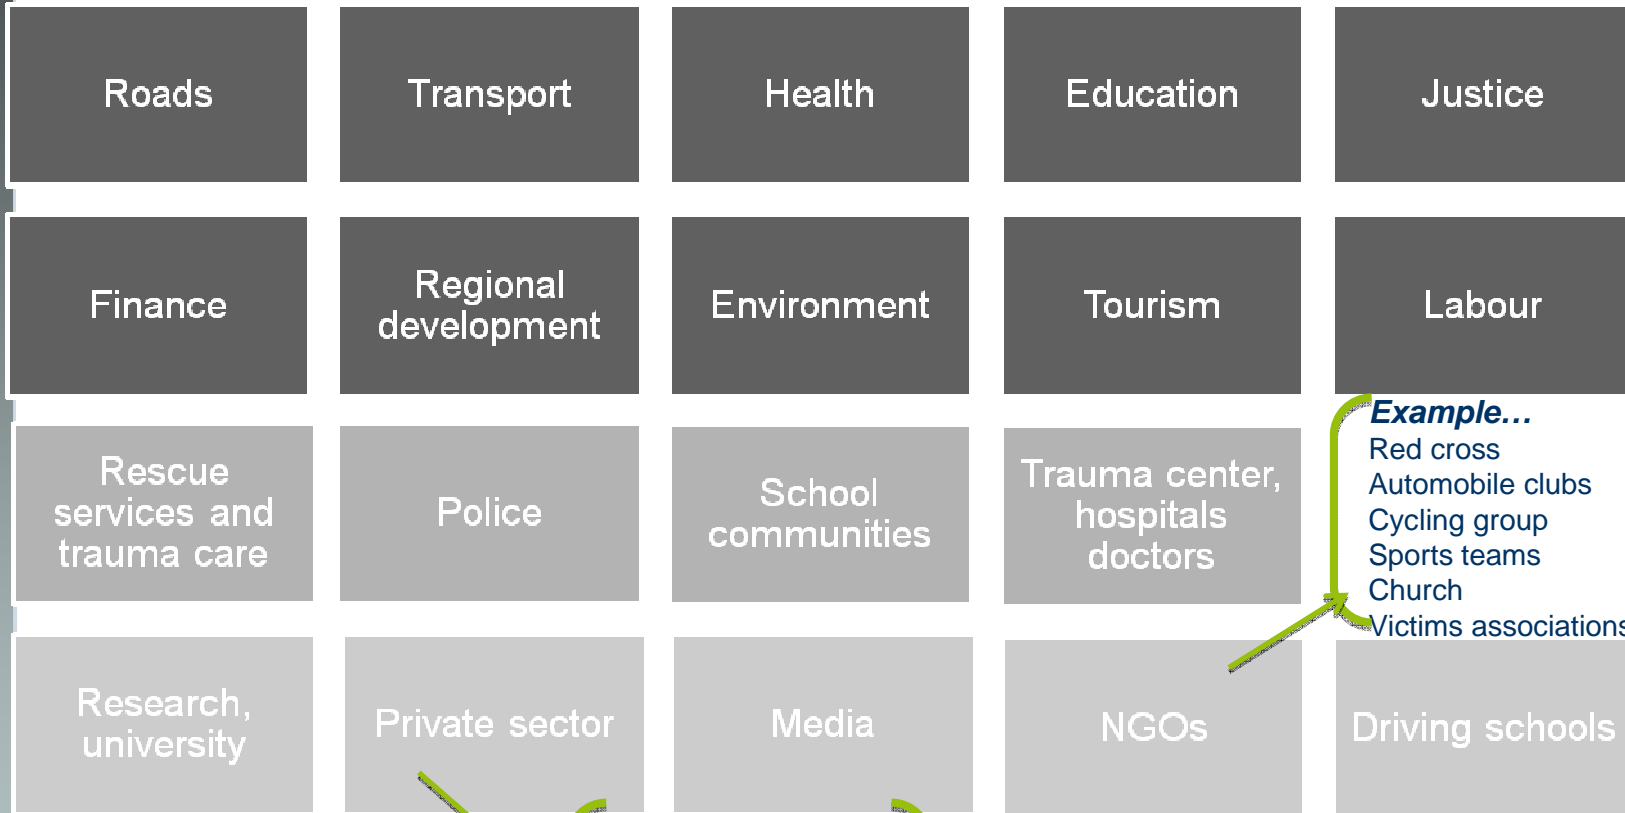 Roads
Transport
Health
Education
Justice
Finance
Regional
development
Environment
Tourism
Labour
Rescue
services and
trauma care
Police
School
communities
Trauma center,
hospitals
doctors
Example…
Red cross
Automobile clubs
Cycling group
Sports teams
Church
Victims associations
Research,
university
Private sector
Media
NGOs
Driving schools